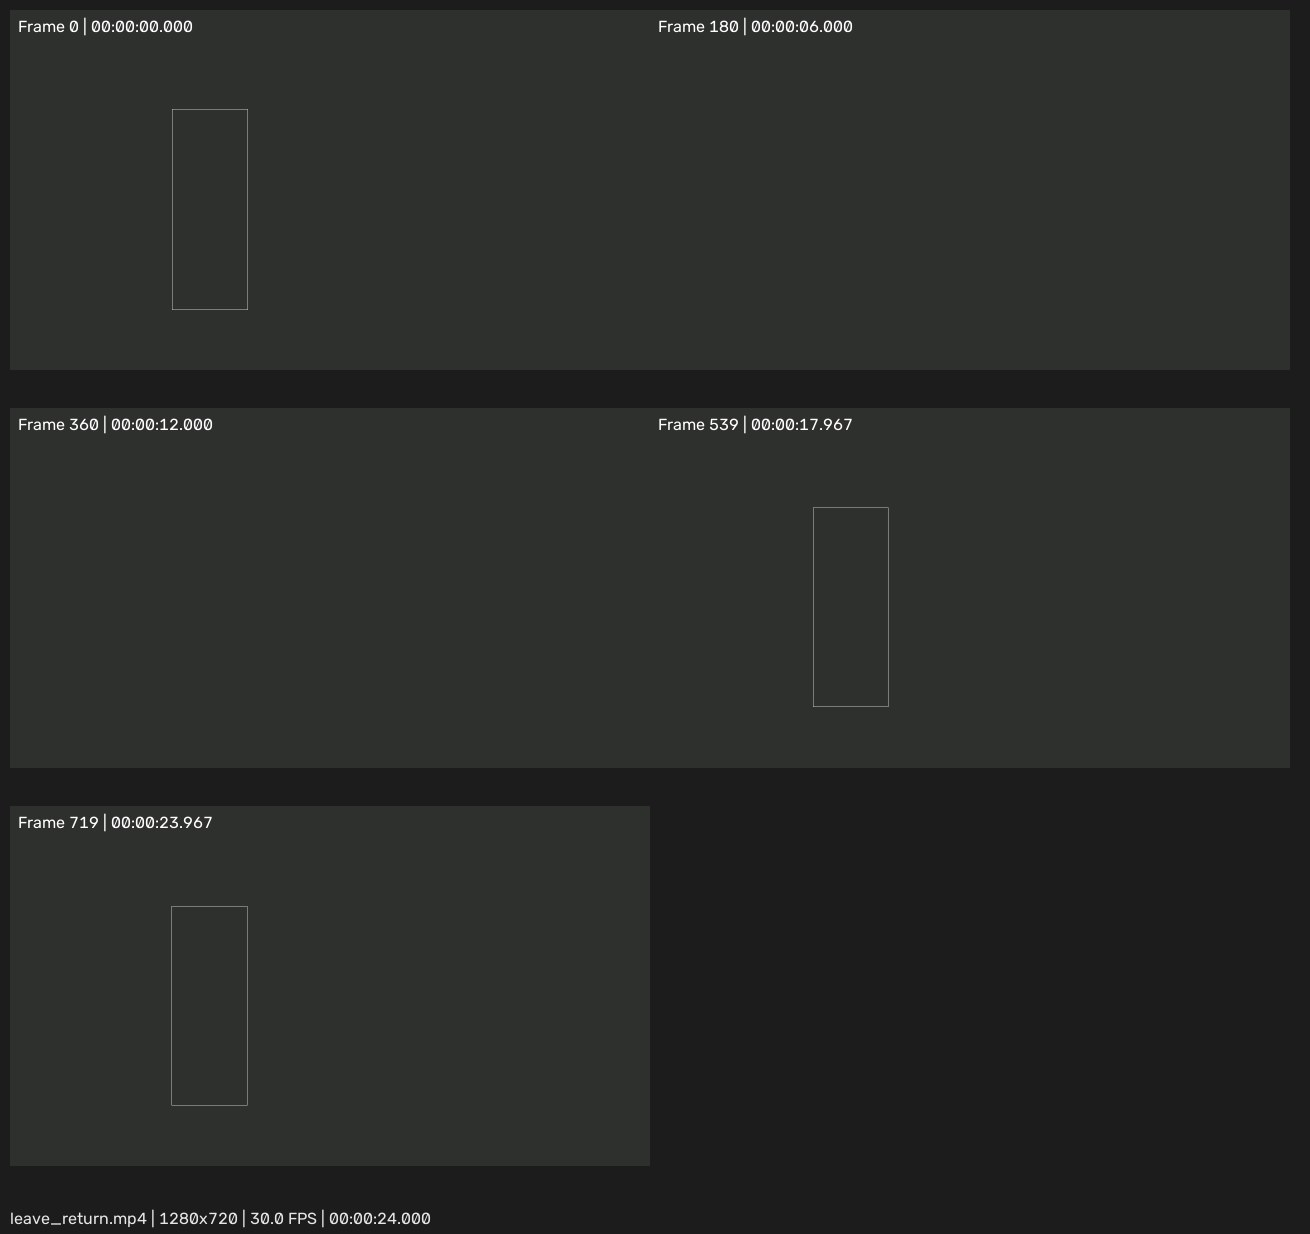 Frame 0 | 00:00:00.000
Frame 180 | 00:00:06.000
Frame 360 | 00:00:12.000
Frame 539 | 00:00:17.967
Frame 719 | 00:00:23.967
leave_return.mp4 | 1280x720 | 30.0 FPS | 00:00:24.000